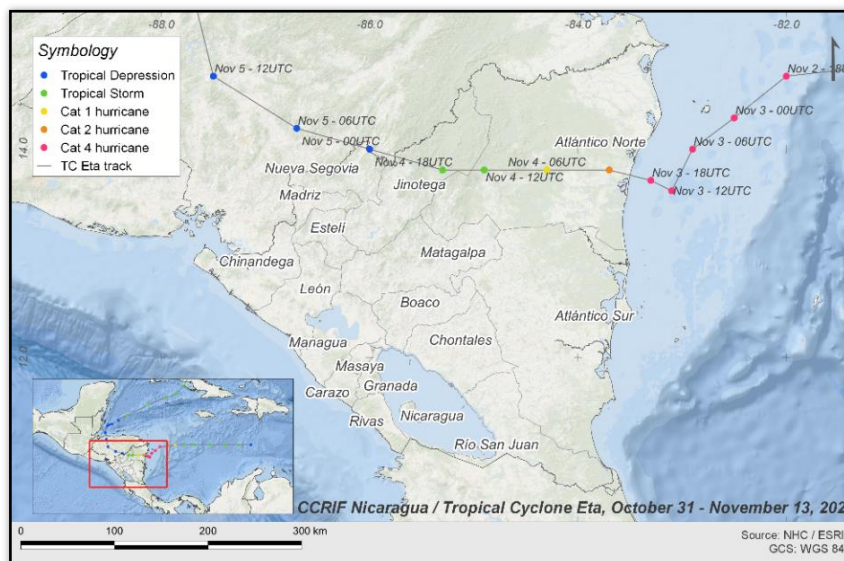 -88.0
-86.0
-84.0
-82.0
Symbology
Tropical Depression
Tropical Storm
Cat 1 hurricane
Cat 2 hurricane
Cat 4 hurricane
TC Eta track
Nov 5 - 12UTC
Nov 2 - 18U
Nov 3 - 00UTC
Nov 5 - 06UTC
Nov 5 - 00UTC
Atlántico Norte
Nov 3 - 06UTC
14.0
Nueva Segovia
Nov 4 - 18UTC
Nov 4 - 06UTC
Nov 4 - 12UTC
Nov 3 - 18UTC
Nov 3 - 12UTC
Madriz
Jinotega
Estelí
Matagalpa
Chinandega
León
Boaco
Atlántico Sur
12.0
Managua
Chontales
Masaya
Carazo
Granada
Rivas
Nicaragua
Río San Juan
CCRIF Nicaragua / Tropical Cyclone Eta, October 31 - November 13, 202
0
100
200
300 km
Source: NHC / ESRI
GCS: WGS 84